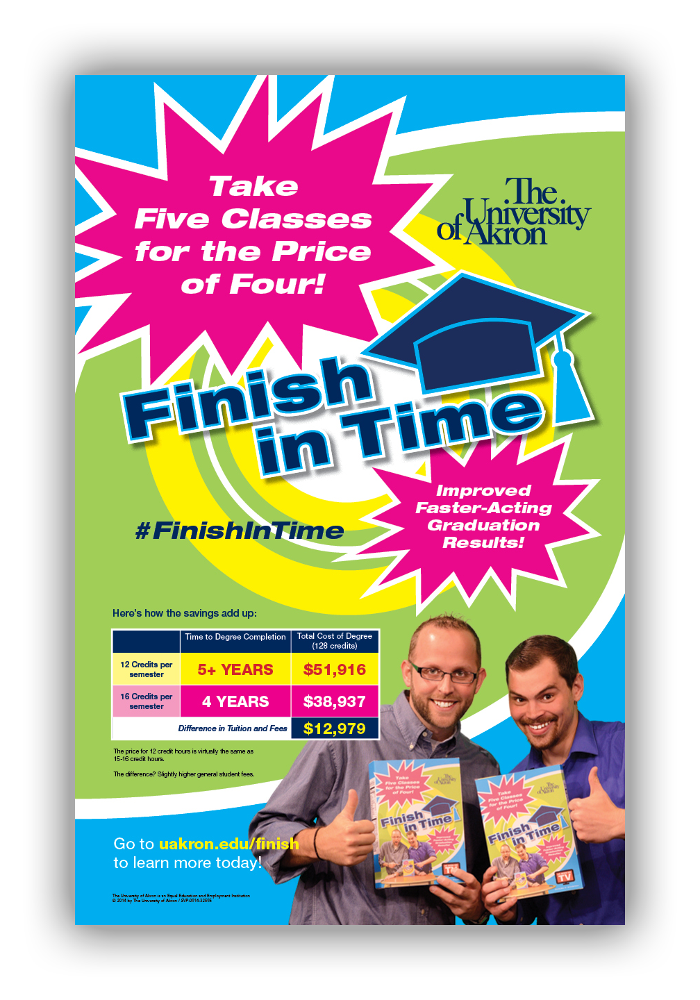 Take
Five Classes
for the Price
of Four!
The
University
of Akron
Finish
in Time
Improved
Faster-Acting
Graduation
Results!
#FinishInTime
Here's how the savings add up:
Time to Degree Completion
Total Cost of Degree
(128 credits)
12 Credits per
semester
5+ YEARS
$51,916
16 Credits per
semester
4 YEARS
$38,937
Difference in Tuition and Fees
$12,979
The price for 12 credit hours is virtually the same as
15-16 credit hours.
The difference? Slightly higher general student fees.
Take
Five Classes
for the Price
of Four!
The
University
of Akron
Finish
in Time
TV
Take
Five Classes
for the Price
of Four!
The
University
of Akron
Finish
in Time
TV
Go to uakron.edu/finish
to learn more today!
The University of Akron is an Equal Education and Employment Institution
© 2014 by The University of Akron / SVP-0914-32595